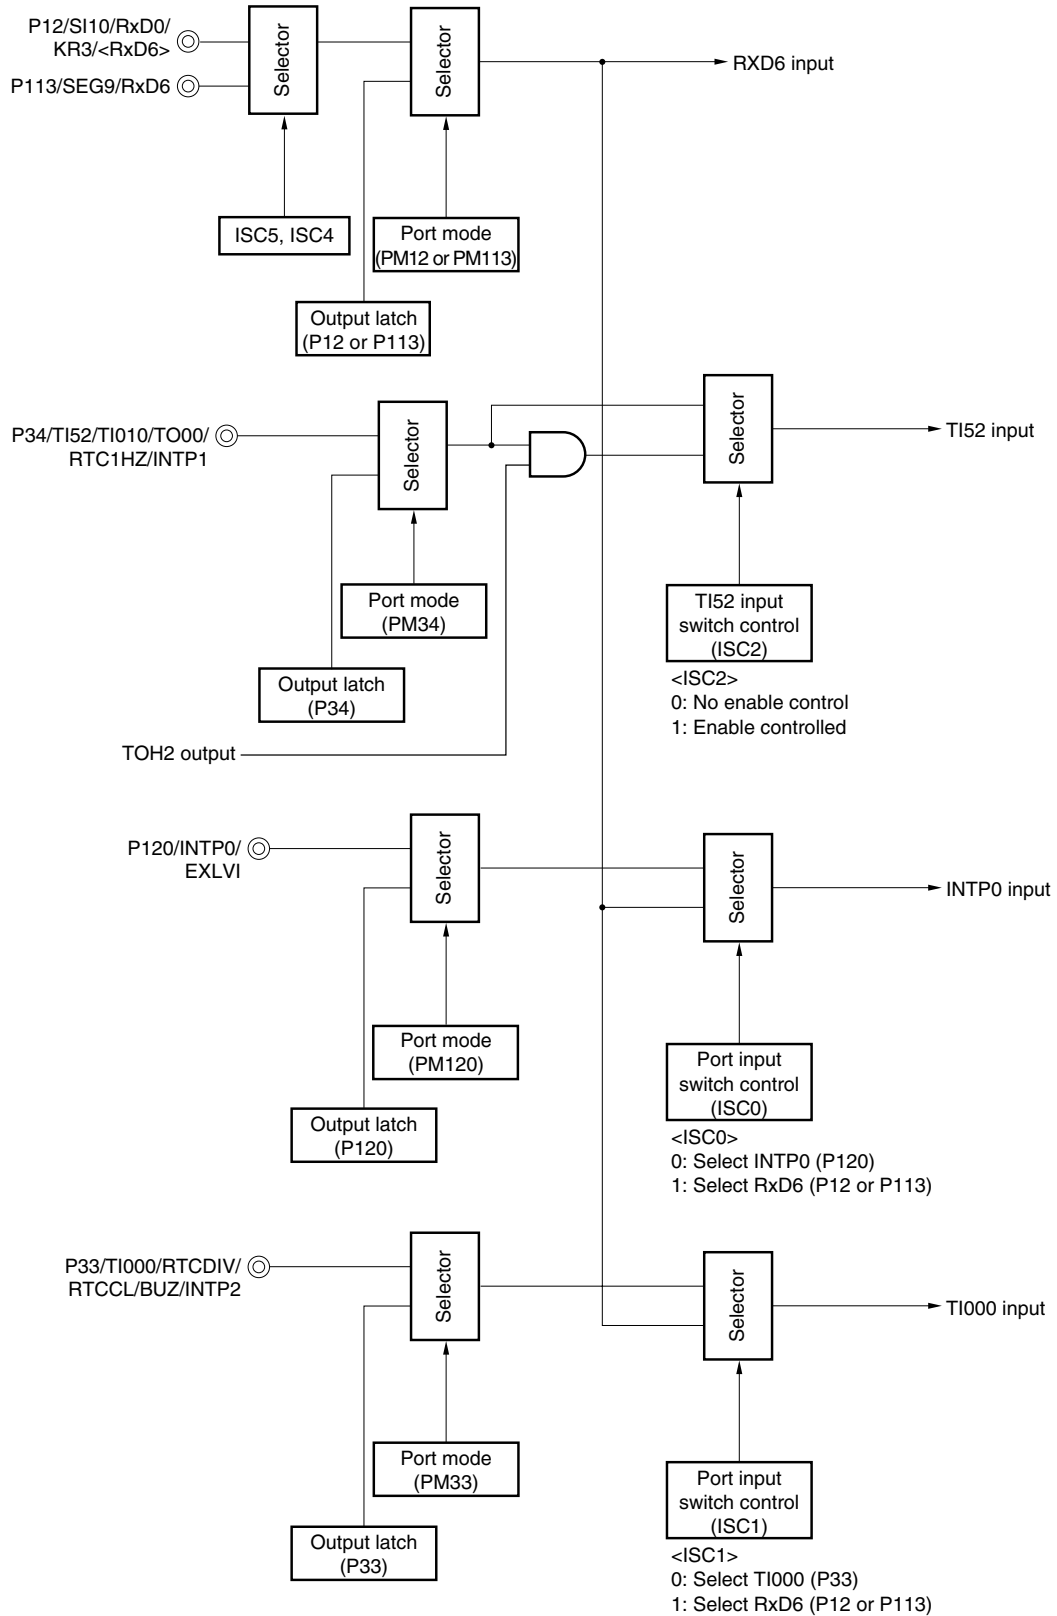 P12/SI10/RxD0/
KR3/<RxD6>
P113/SEG9/RxD6
Selector
Selector
RXD6 input
ISC5, ISC4
Port mode
(PM12 or PM113)
Output latch
(P12 or P113)
P34/TI52/TI010/TO00/
RTC1HZ/INTP1
Selector
Selector
TI52 input
Port mode
(PM34)
TI52 input
switch control
(ISC2)
Output latch
(P34)
<ISC2>
0: No enable control
1: Enable controlled
TOH2 output
P120/INTP0/
EXLVI
Selector
Selector
INTP0 input
Port mode
(PM120)
Port input
switch control
(ISC0)
Output latch
(P120)
<ISC0>
0: Select INTP0 (P120)
1: Select RxD6 (P12 or P113)
P33/TI000/RTCDIV/
RTCCL/BUZ/INTP2
Selector
Selector
TI000 input
Port mode
(PM33)
Port input
switch control
(ISC1)
Output latch
(P33)
<ISC1>
0: Select TI000 (P33)
1: Select RxD6 (P12 or P113)